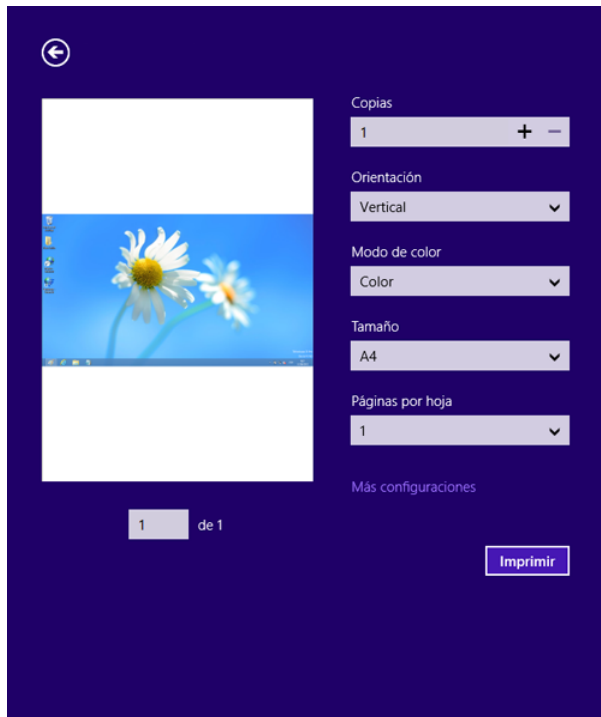 Copias
1
Orientación
Vertical
Modo de color
Color
Tamaño
A4
Páginas por hoja
1
Más configuraciones
1 de 1
Imprimir